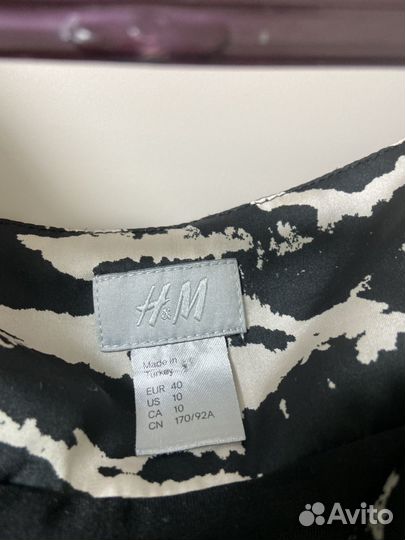 H&M
Made in
Turkey
EUR 40
US 10
CA 10
CN 170/92A
Avito